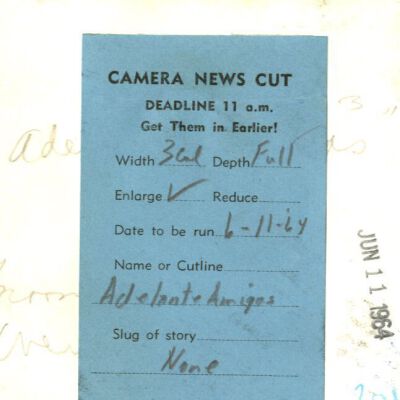 CAMERA NEWS CUT
DEADLINE 11 a.m.
Get Them in Earlier!
Width 3 Col Depth Full
Enlarge ✓ Reduce
Date to be run 6-11-64
Name or Cutline
Adelante Amigos
Slug of story
None
JUN 11 1964